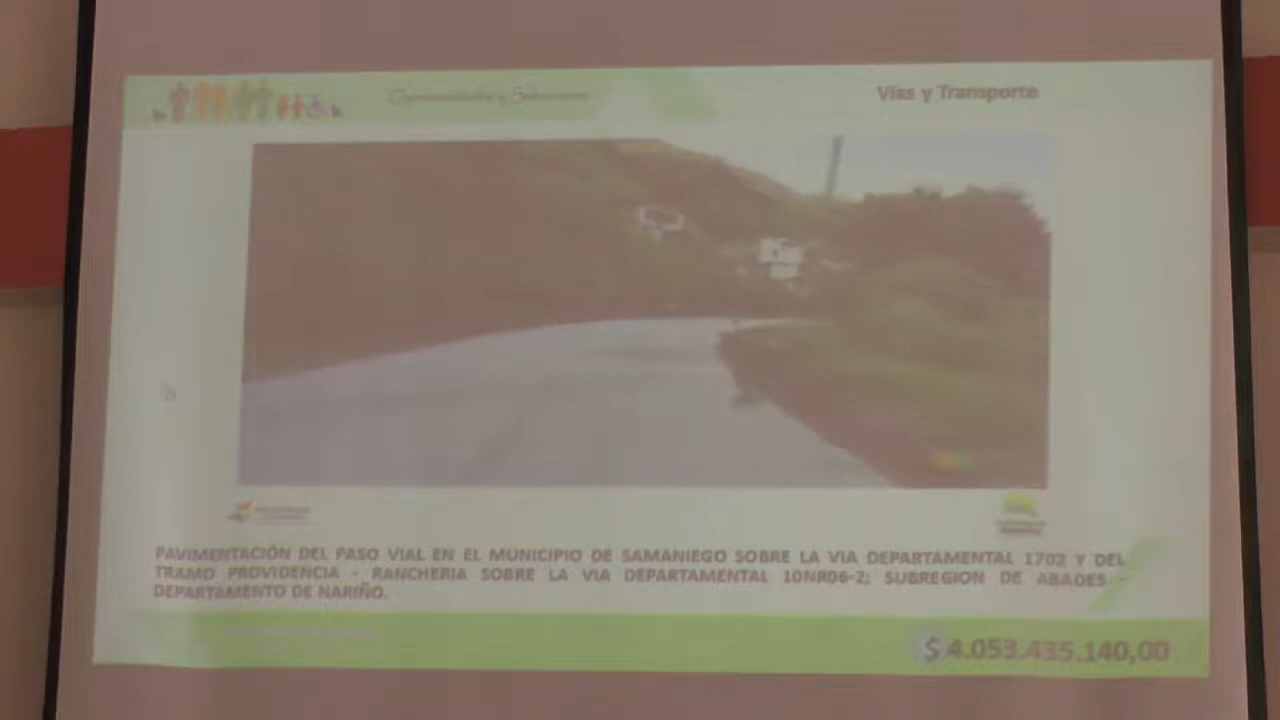 Vias y Transporte
PAVIMENTACIÓN DEL PASO VIAL EN EL MUNICIPIO DE SAMANIEGO SOBRE LA VIA DEPARTAMENTAL 1702 Y DEL
TRAMO PROVIDENCIA - RANCHERIA SOBRE LA VIA DEPARTAMENTAL 10NR06-2; SUBREGION DE ABADES -
DEPARTAMENTO DE NARIÑO.
$ 4.053.435.140,00